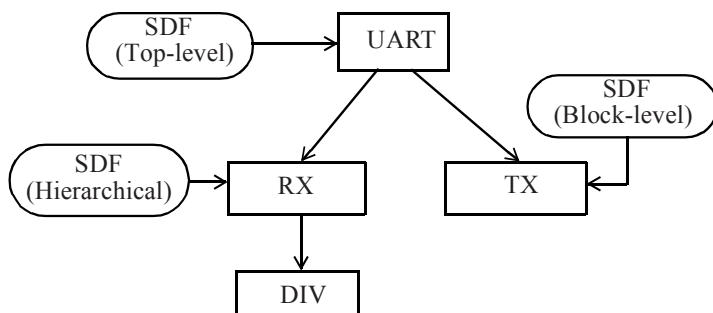 SDF
(Top-level)
UART
SDF
(Block-level)
SDF
(Hierarchical)
RX
TX
DIV